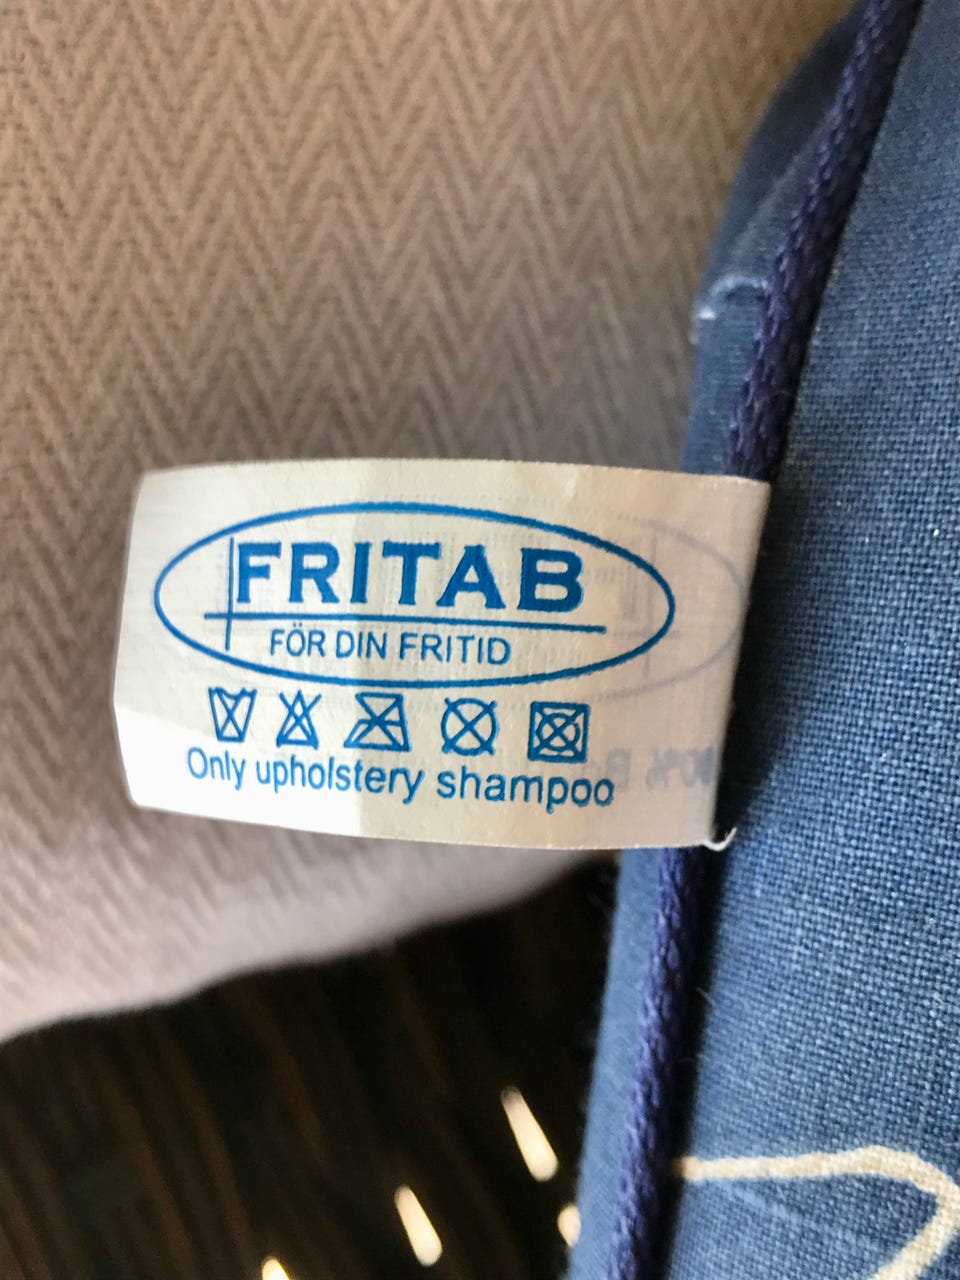 FRITAB
FÖR DIN FRITID
Only upholstery shampoo